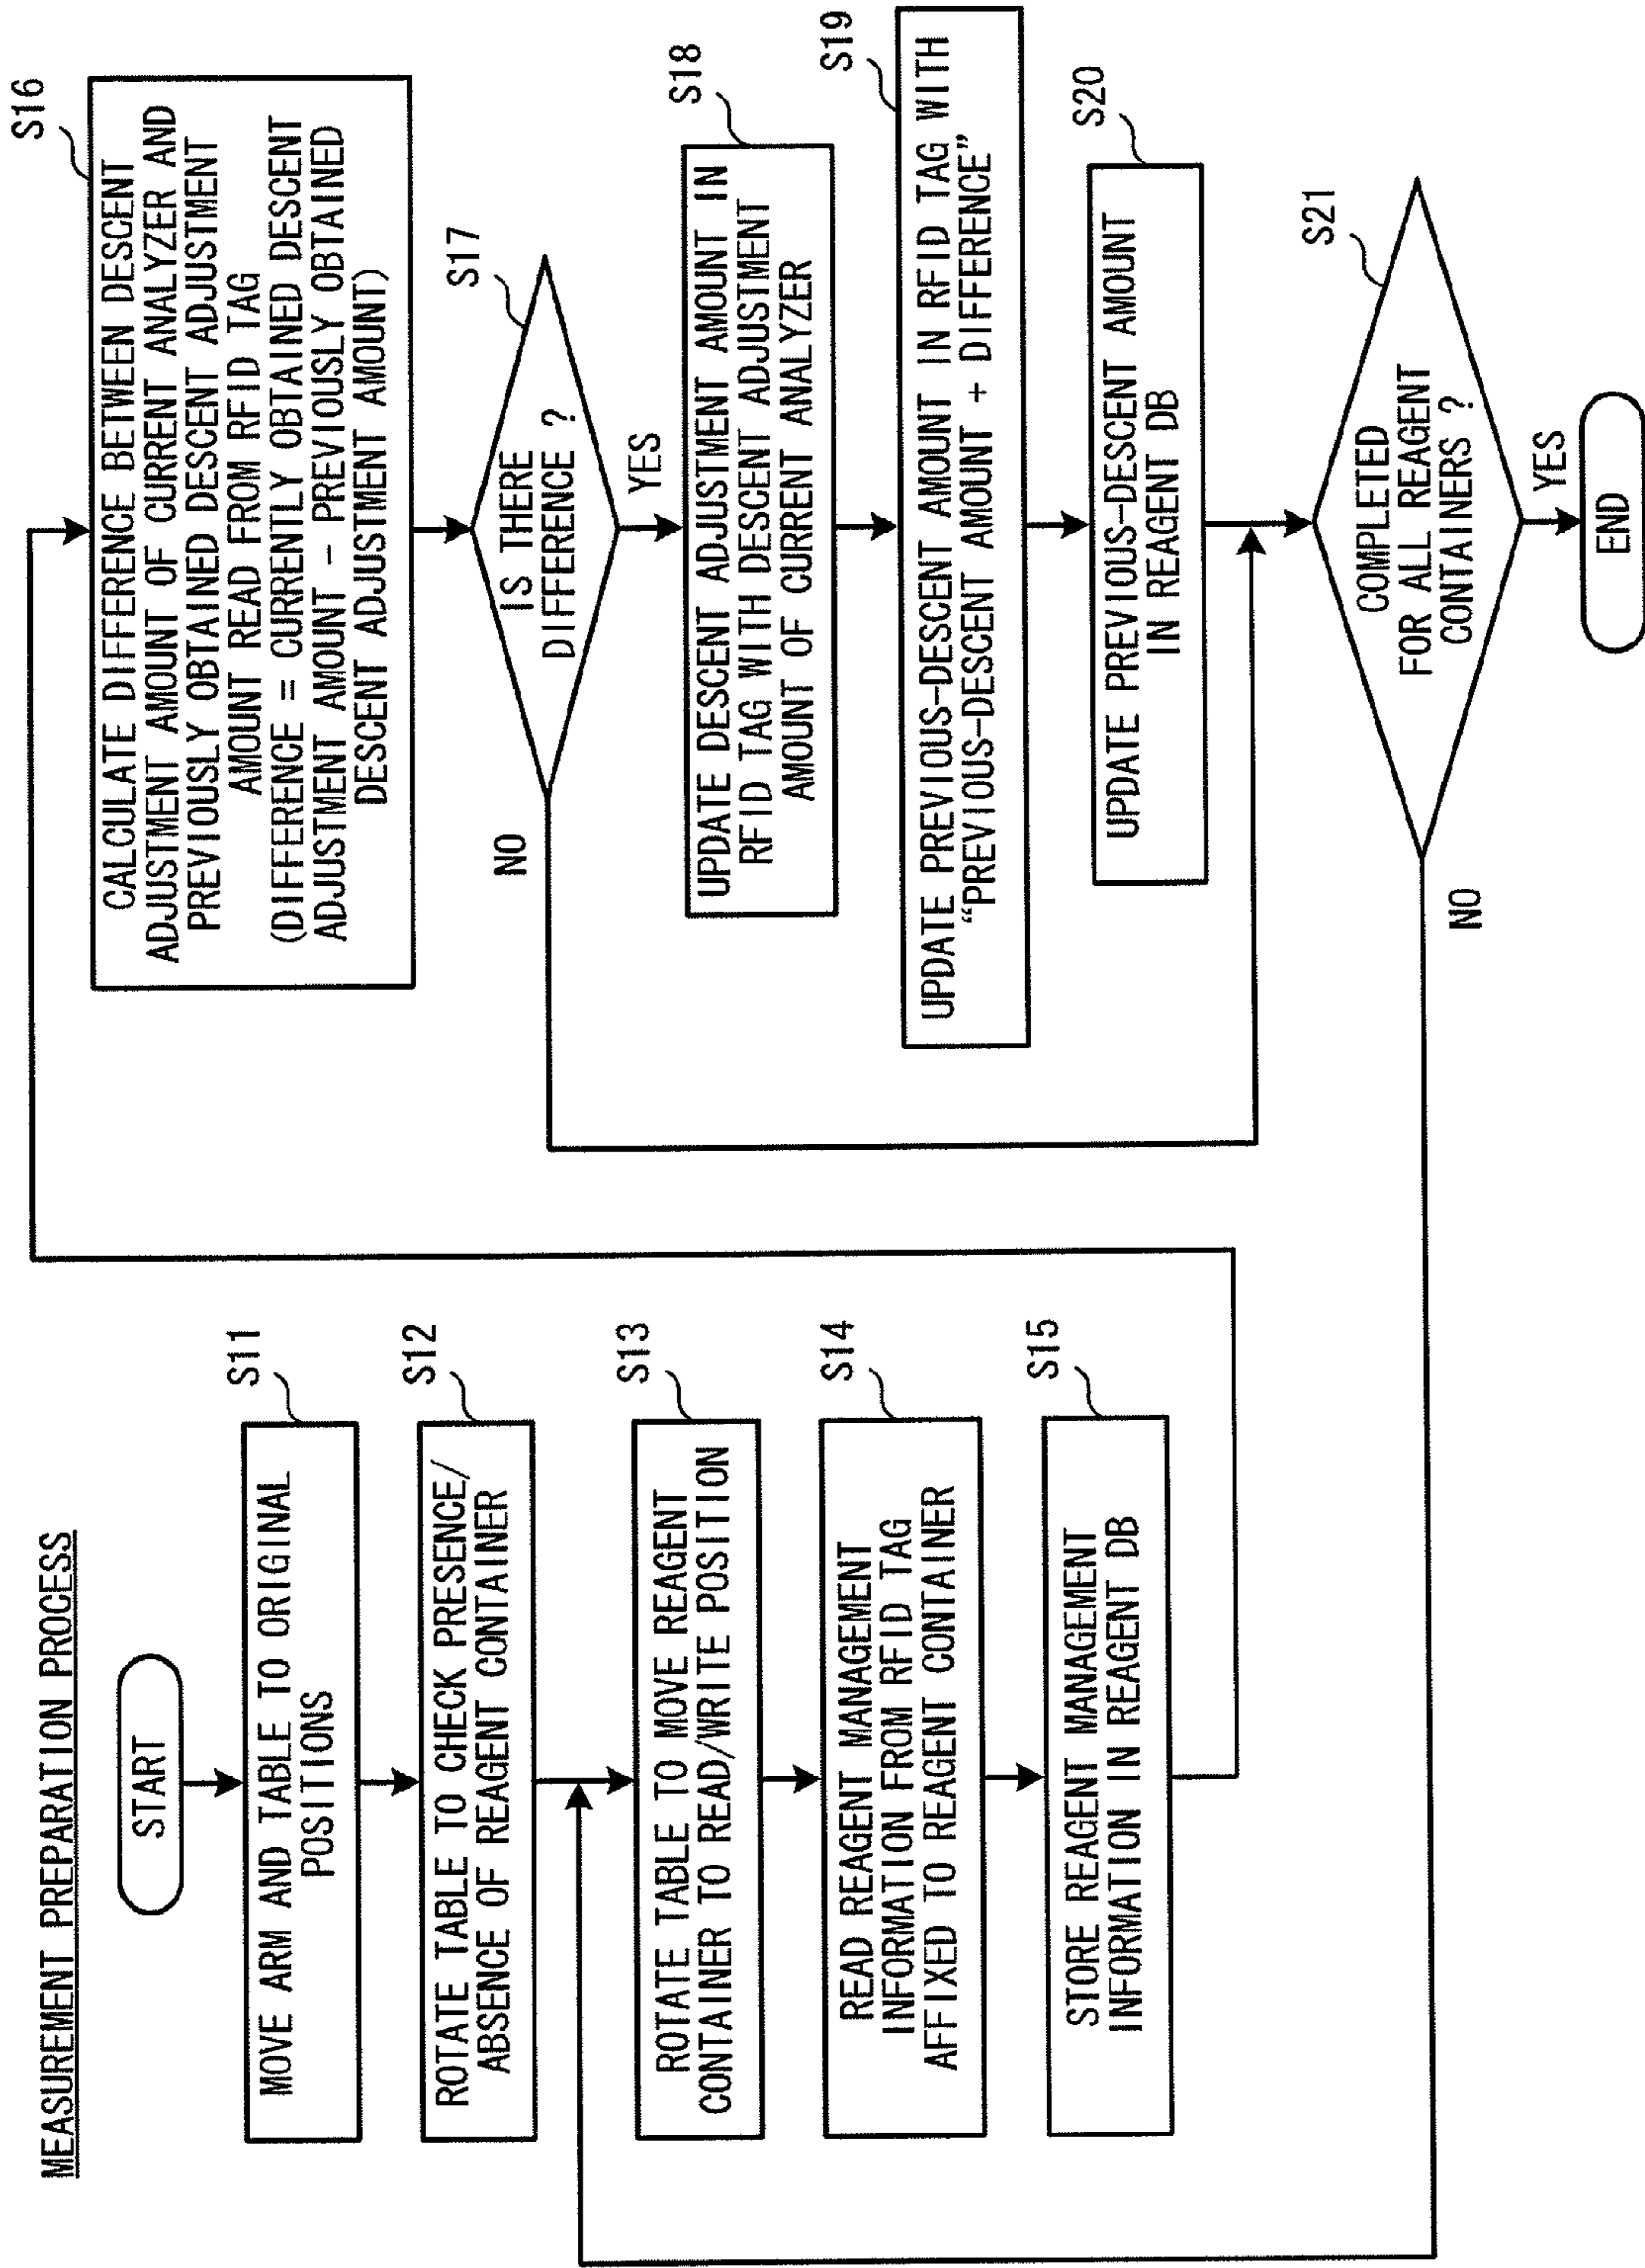 MEASUREMENT PREPARATION PROCESS
START
S11
MOVE ARM AND TABLE TO ORIGINAL
POSITIONS
S12
ROTATE TABLE TO CHECK PRESENCE/
ABSENCE OF REAGENT CONTAINER
S13
ROTATE TABLE TO MOVE REAGENT
CONTAINER TO READ/WRITE POSITION
S14
READ REAGENT MANAGEMENT
INFORMATION FROM RFID TAG
AFFIXED TO REAGENT CONTAINER
S15
STORE REAGENT MANAGEMENT
INFORMATION IN REAGENT DB
S16
CALCULATE DIFFERENCE BETWEEN DESCENT
ADJUSTMENT AMOUNT OF CURRENT ANALYZER AND
PREVIOUSLY OBTAINED DESCENT ADJUSTMENT
AMOUNT READ FROM RFID TAG
(DIFFERENCE = CURRENTLY OBTAINED DESCENT
ADJUSTMENT AMOUNT - PREVIOUSLY OBTAINED
DESCENT ADJUSTMENT AMOUNT)
S17
IS THERE
DIFFERENCE ?
NO
YES
S18
UPDATE DESCENT ADJUSTMENT AMOUNT IN
RFID TAG WITH DESCENT ADJUSTMENT
AMOUNT OF CURRENT ANALYZER
S19
UPDATE PREVIOUS-DESCENT AMOUNT IN RFID TAG WITH
“PREVIOUS-DESCENT AMOUNT + DIFFERENCE”
S20
UPDATE PREVIOUS-DESCENT AMOUNT
IN REAGENT DB
S21
COMPLETED
FOR ALL REAGENT
CONTAINERS ?
NO
YES
END